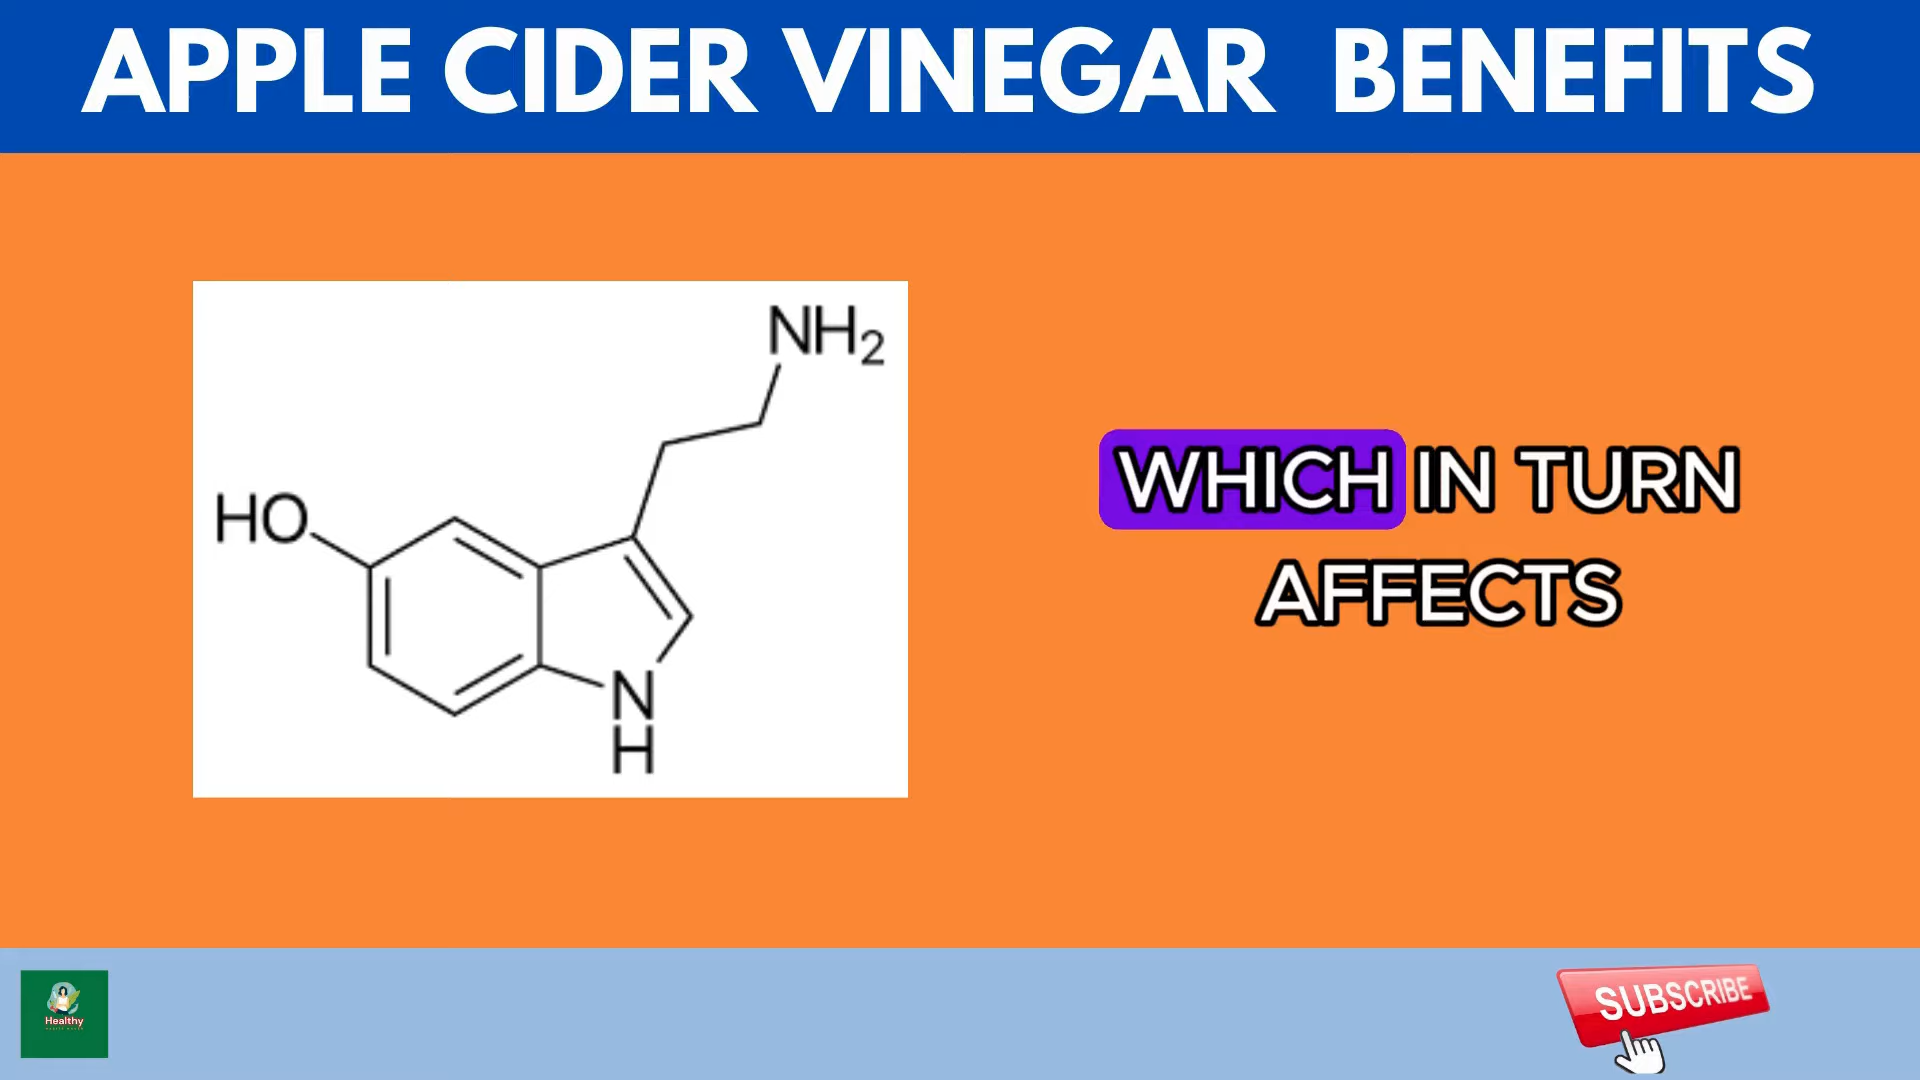 APPLE CIDER VINEGAR BENEFITS
NH₂
HO
N
H
WHICH IN TURN
AFFECTS
Healthy
SUBSCRIBE